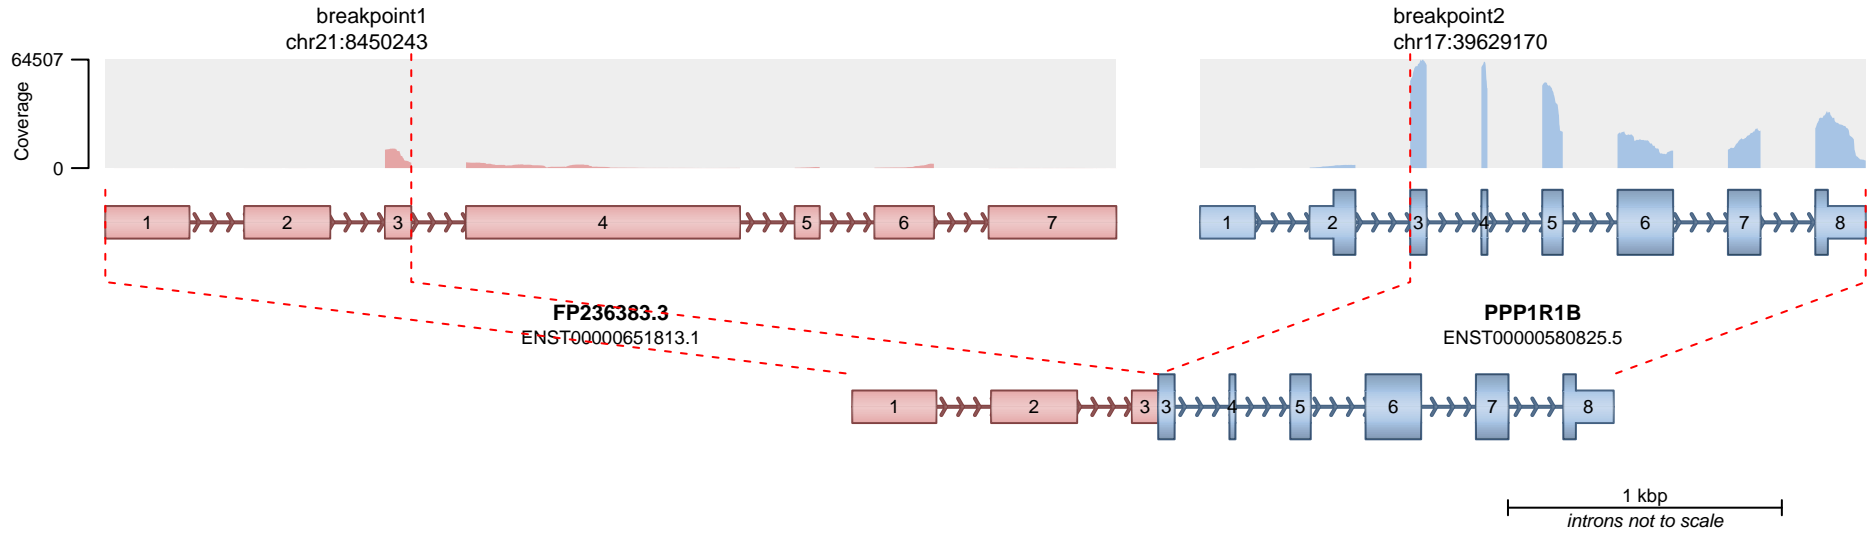 breakpoint1
chr21:8450243
breakpoint2
chr17:39629170
64507
0
Coverage
1 2 3 4 5 6 7
1 2 3 4 5 6 7 8
FP236383.3
ENST00000651813.1
PPP1R1B
ENST00000580825.5
1 2 3 3 4 5 6 7 8
1 kbp
introns not to scale